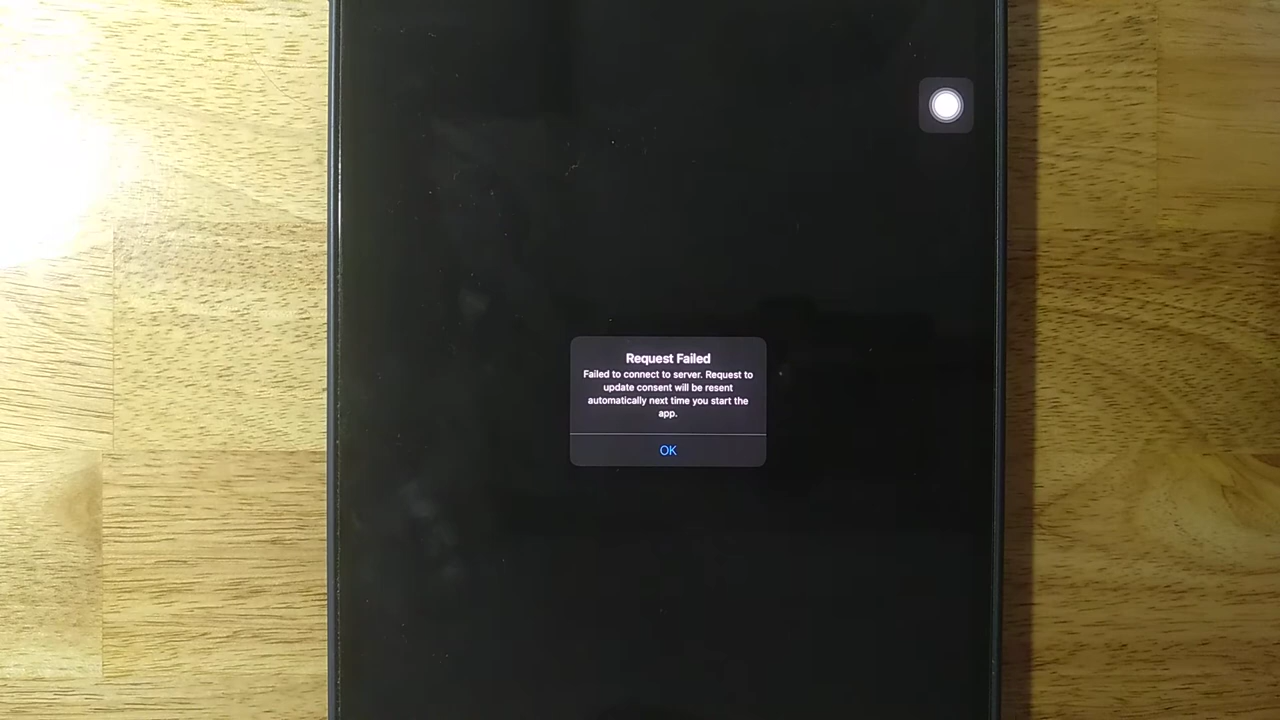 Request Failed
Failed to connect to server. Request to
update consent will be resent
automatically next time you start the
app.
OK